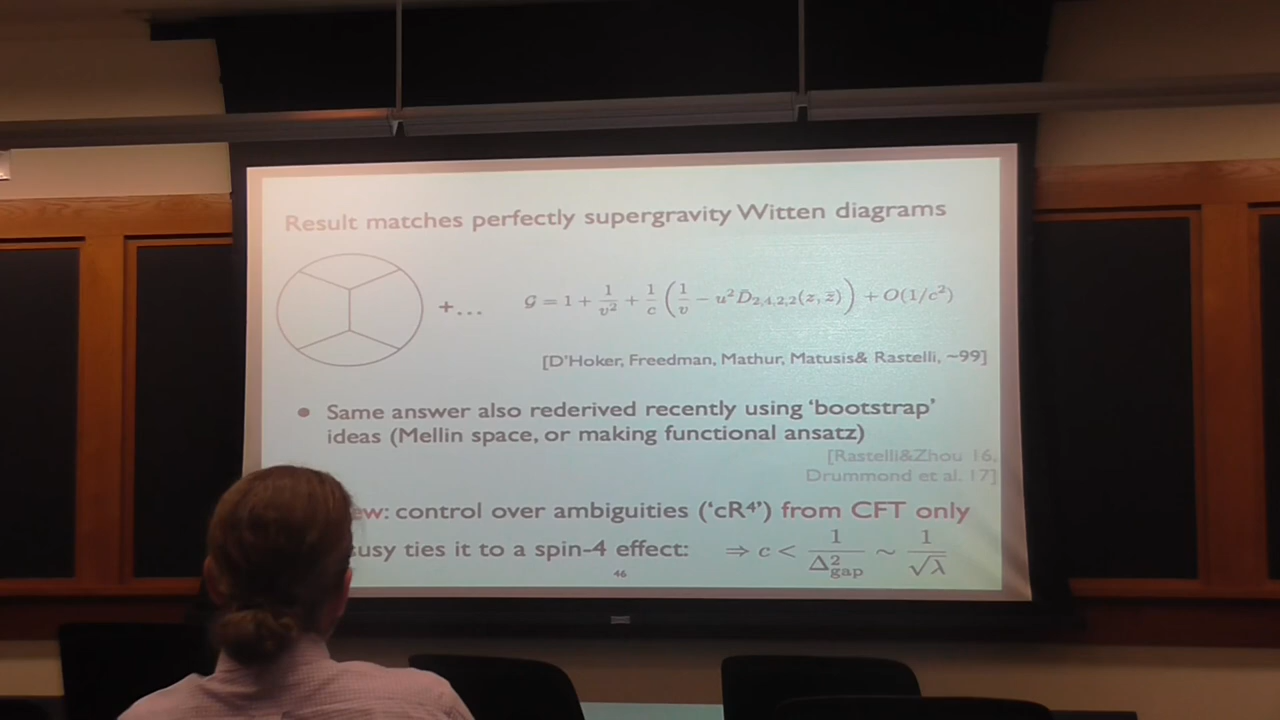 Result matches perfectly supergravity Witten diagrams
+... 𝒢 = 1 + 1/v² + 1/c (1/v − u² D̄₂,₄,₂,₂(z, z̄)) + O(1/c²)
[D'Hoker, Freedman, Mathur, Matusis& Rastelli, ~99]
• Same answer also rederived recently using 'bootstrap'
ideas (Mellin space, or making functional ansatz)
[Rastelli&Zhou 16,
Drummond et al. 17]
: control over ambiguities ('cR⁴') from CFT only
ties it to a spin-4 effect: ⇒ c < 1/Δ²gap ~ 1/√λ
46